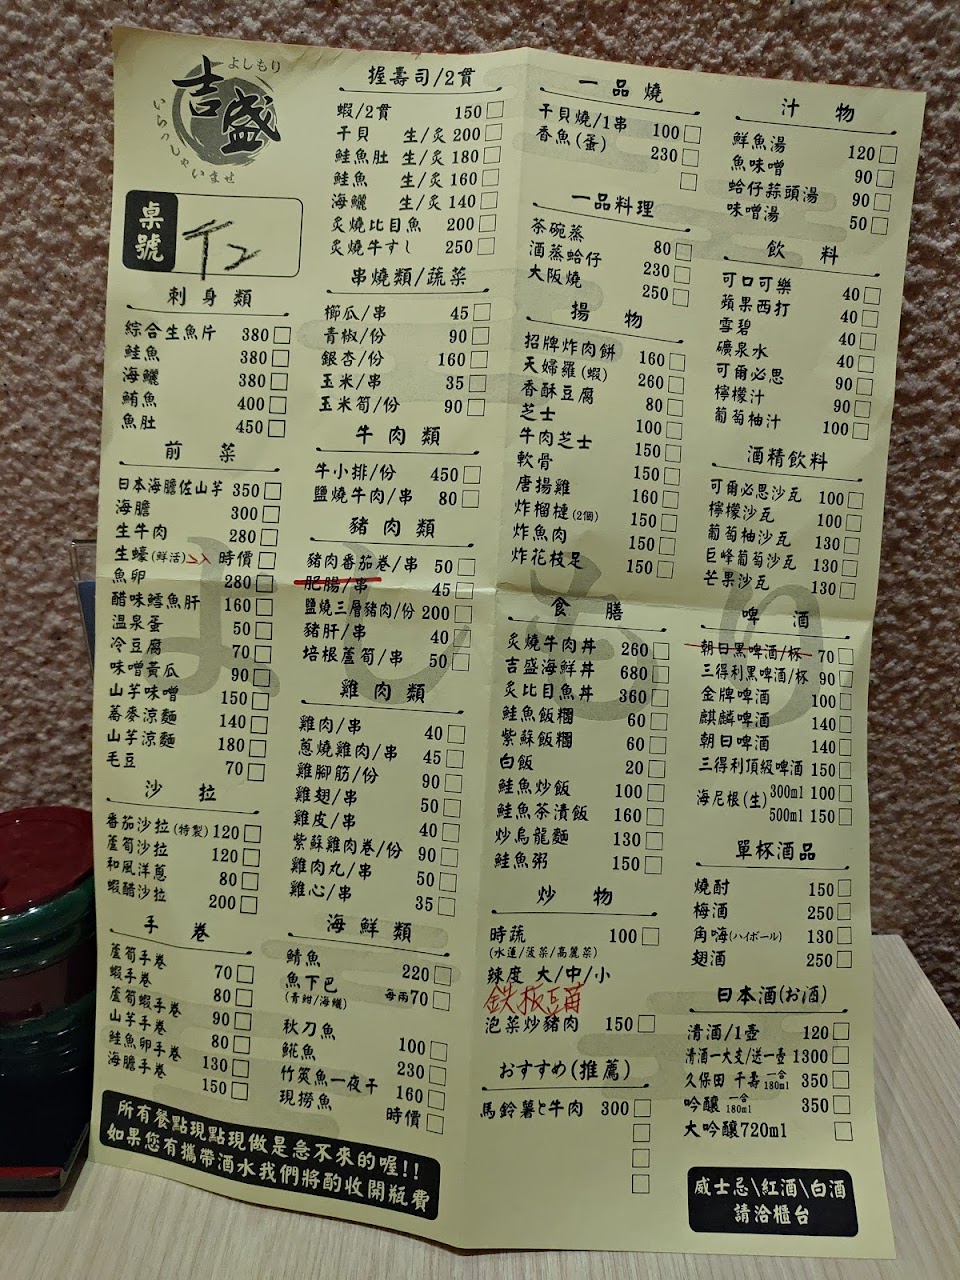 よしもり
吉盛
いらっしゃいませ
桌號
刺身類
綜合生魚片 380
鮭魚 380
海鱺 380
鮪魚 400
魚肚 450
前菜
日本海膽佐山芋 350
海膽 300
生牛肉 280
生蠔(鮮活) 時價
魚卵 280
醋味鱈魚肝 160
溫泉蛋 50
冷豆腐 70
味噌黃瓜 90
山芋味噌 150
蕎麥涼麵 140
山芋涼麵 180
毛豆 70
沙拉
番茄沙拉(特製) 120
蘆筍沙拉 120
和風洋蔥 80
蝦醋沙拉 200
手卷
蘆筍手卷 70
蝦手卷 80
蘆筍蝦手卷 90
山芋手卷 80
鮭魚卵手卷 130
海膽手卷 150
握壽司/2貫
蝦/2貫 150
干貝 生/炙 200
鮭魚肚 生/炙 180
鮭魚 生/炙 160
海鱺 生/炙 140
炙燒比目魚 200
炙燒牛すし 250
串燒類/蔬菜
櫛瓜/串 45
青椒/份 90
銀杏/份 160
玉米/串 35
玉米筍/份 90
牛肉類
牛小排/份 450
鹽燒牛肉/串 80
豬肉類
豬肉番茄卷/串 50
肥腸/串 45
鹽燒三層豬肉/份 200
豬肝/串 40
培根蘆筍/串 50
雞肉類
雞肉/串 40
蔥燒雞肉/串 45
雞腳筋/份 90
雞翅/串 50
雞皮/串 40
紫蘇雞肉卷/份 90
雞肉丸/串 50
雞心/串 35
海鮮類
鯖魚 220
魚下巴
(青魽/海鱺) 每兩70
秋刀魚 100
𩸽魚 230
竹筴魚一夜干 160
現撈魚 時價
一品燒
干貝燒/1串 100
香魚(蛋) 230
一品料理
茶碗蒸 80
酒蒸蛤仔 230
大阪燒 250
揚物
招牌炸肉餅 160
天婦羅(蝦) 260
香酥豆腐 80
芝士 100
牛肉芝士 150
軟骨 150
唐揚雞 160
炸榴槤(2個) 150
炸魚肉 150
炸花枝足 150
食膳
炙燒牛肉丼 260
吉盛海鮮丼 680
炙比目魚丼 360
鮭魚飯糰 60
紫蘇飯糰 60
白飯 20
鮭魚炒飯 100
鮭魚茶漬飯 160
炒烏龍麵 130
鮭魚粥 150
炒物
時蔬 100
(水蓮/菠菜/高麗菜)
辣度 大/中/小
鉄板豆苗
泡菜炒豬肉 150
おすすめ(推薦)
馬鈴薯と牛肉 300
汁物
鮮魚湯 120
魚味噌 90
蛤仔蒜頭湯 90
味噌湯 50
飲料
可口可樂 40
蘋果西打 40
雪碧 40
礦泉水 40
可爾必思 90
檸檬汁 90
葡萄柚汁 100
酒精飲料
可爾必思沙瓦 100
檸檬沙瓦 100
葡萄柚沙瓦 130
巨峰葡萄沙瓦 130
芒果沙瓦 130
啤酒
朝日黑啤酒/杯 70
三得利黑啤酒/杯 90
金牌啤酒 100
麒麟啤酒 140
朝日啤酒 140
三得利頂級啤酒 150
海尼根(生) 300ml 100
500ml 150
單杯酒品
燒酎 150
梅酒 250
角嗨(ハイボール) 130
翅酒 250
日本酒(お酒)
清酒/1壺 120
清酒一大支/送一壺 1300
久保田 千壽 一合180ml 350
吟釀 一合180ml 350
大吟釀720ml
所有餐點現點現做是急不來的喔!!
如果您有攜帶酒水我們將酌收開瓶費
威士忌\紅酒\白酒
請洽櫃台